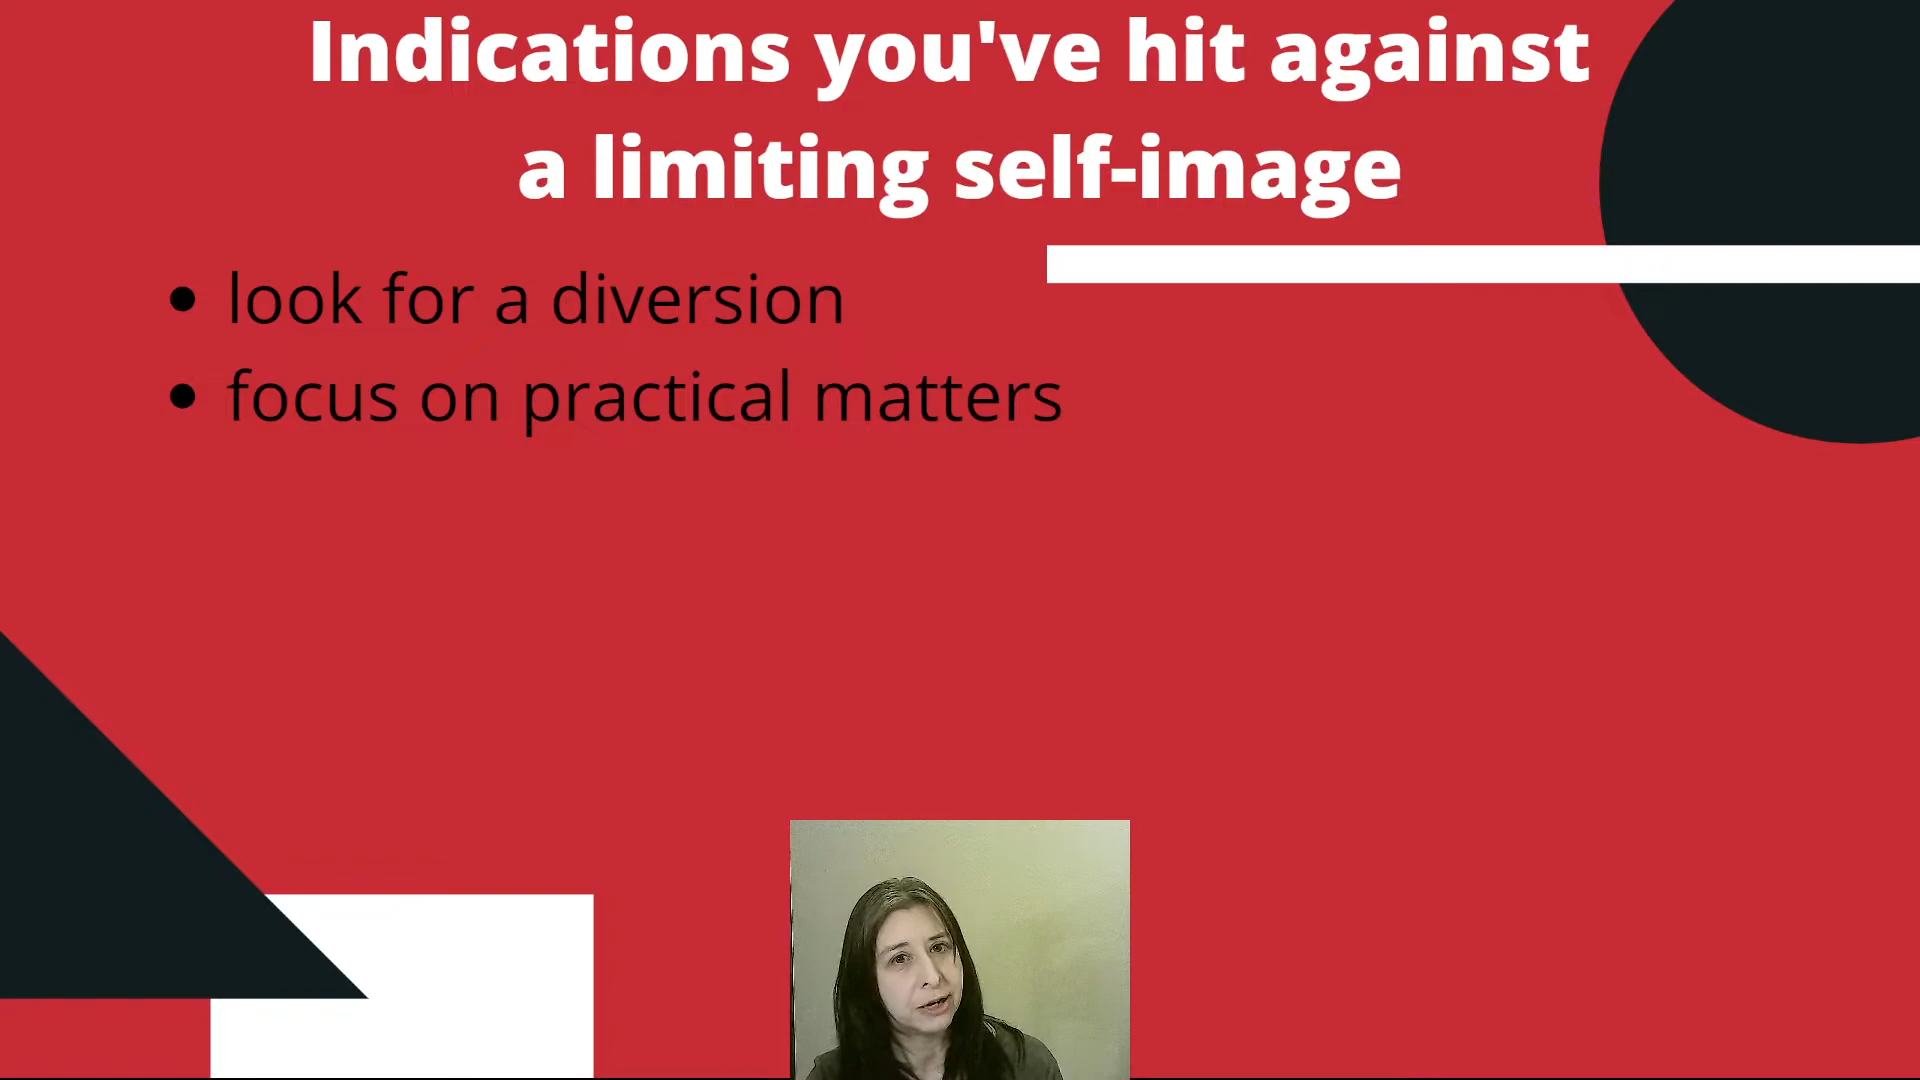 Indications you've hit against
a limiting self-image
• look for a diversion
• focus on practical matters